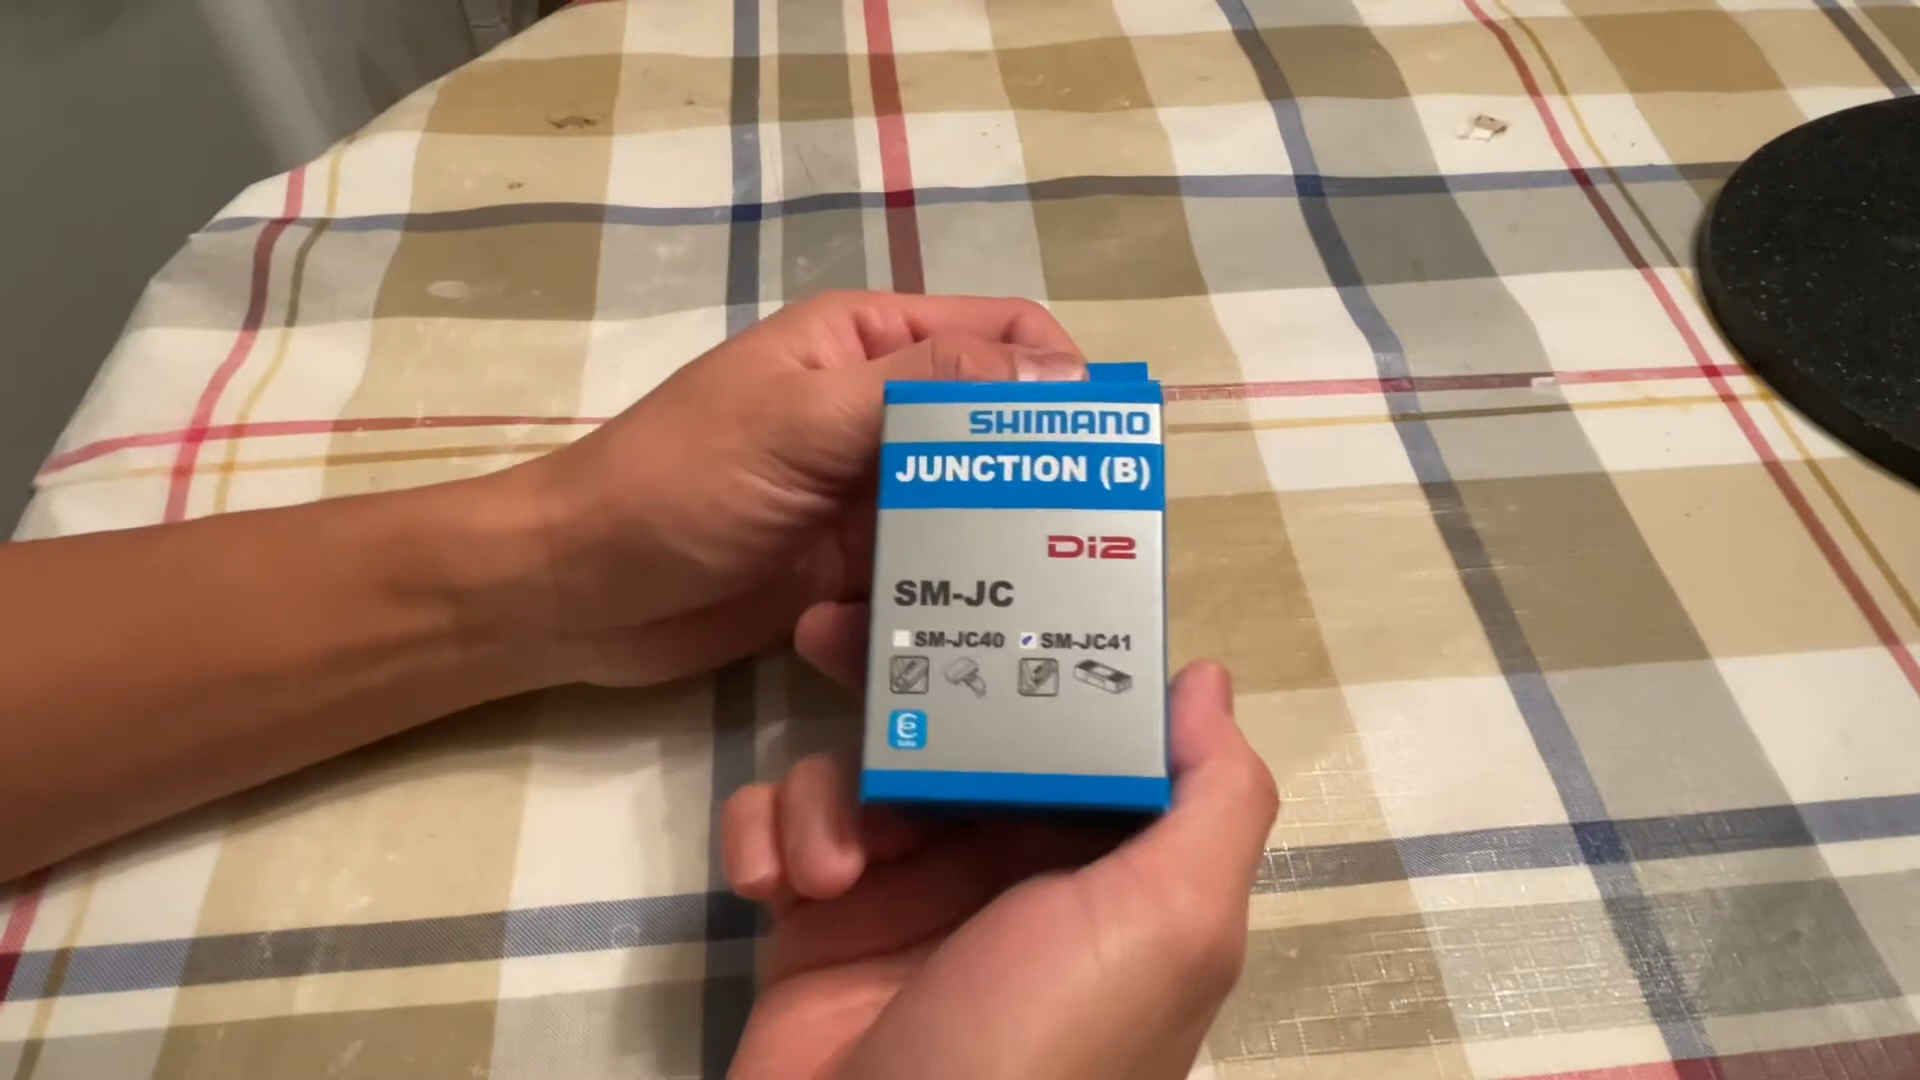 SHIMANO
JUNCTION (B)
Di2
SM-JC
SM-JC40 SM-JC41